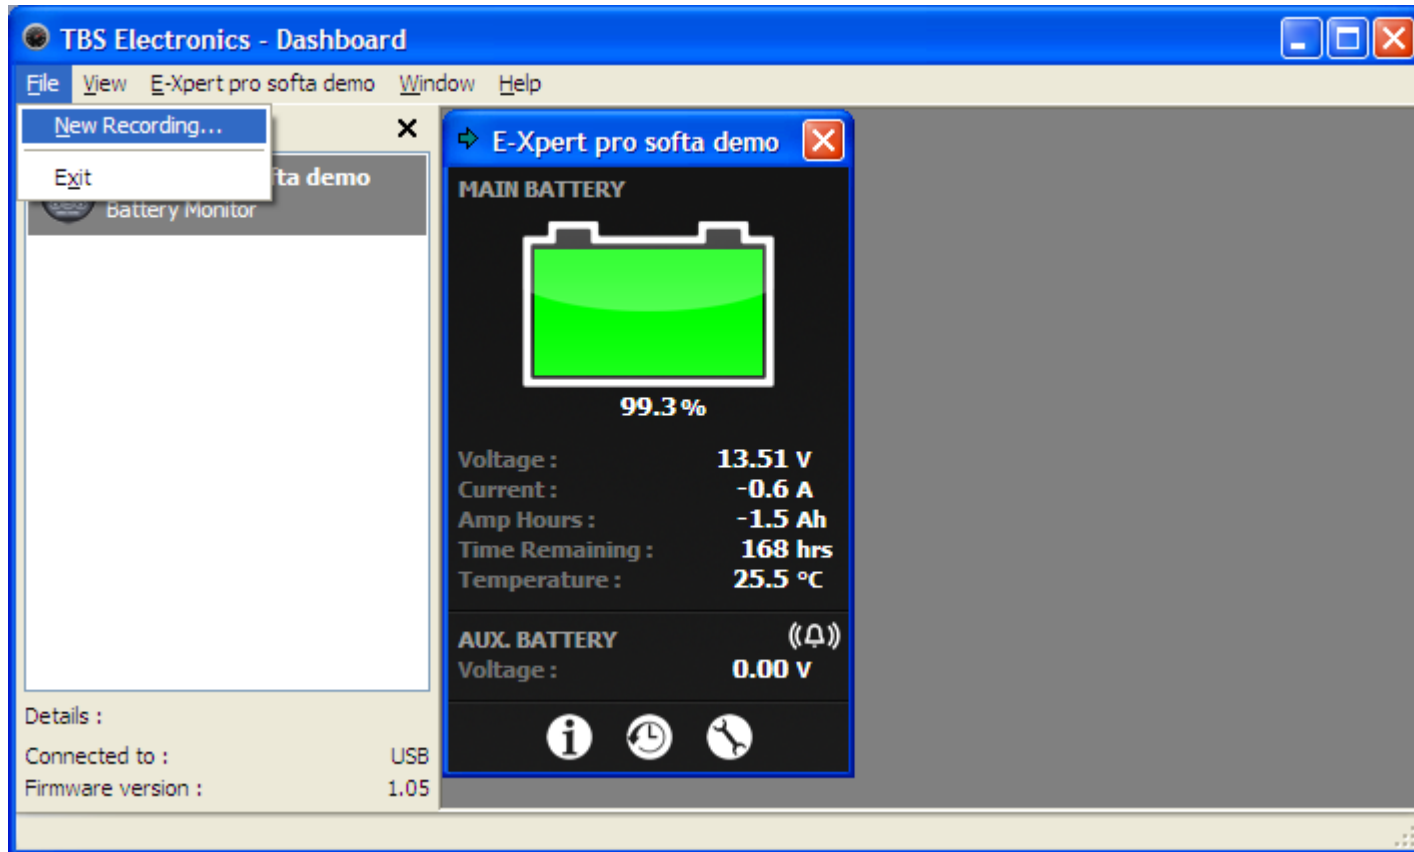 TBS Electronics - Dashboard
File View E-Xpert pro softa demo Window Help
New Recording...
Exit
ta demo
Battery Monitor
E-Xpert pro softa demo
MAIN BATTERY
99.3%
Voltage : 13.51 V
Current : -0.6 A
Amp Hours : -1.5 Ah
Time Remaining : 168 hrs
Temperature : 25.5 °C
AUX. BATTERY
Voltage : 0.00 V
Details :
Connected to : USB
Firmware version : 1.05